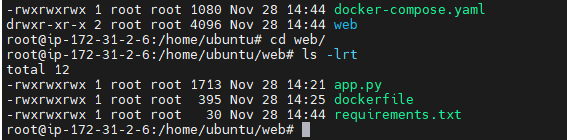 -rwxrwxrwx 1 root root 1080 Nov 28 14:44 docker-compose.yaml
drwxr-xr-x 2 root root 4096 Nov 28 14:44 web
root@ip-172-31-2-6:/home/ubuntu# cd web/
root@ip-172-31-2-6:/home/ubuntu/web# ls -lrt
total 12
-rwxrwxrwx 1 root root 1713 Nov 28 14:21 app.py
-rwxrwxrwx 1 root root  395 Nov 28 14:25 dockerfile
-rwxrwxrwx 1 root root   30 Nov 28 14:44 requirements.txt
root@ip-172-31-2-6:/home/ubuntu/web#